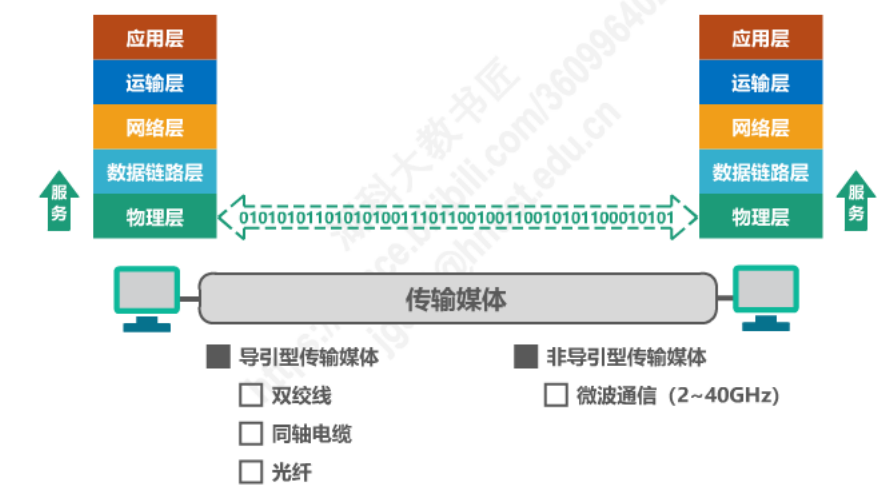 应用层
应用层
运输层
运输层
网络层
网络层
数据链路层
数据链路层
服务
服务
物理层
0101010110101010011101100100110010101100010101
物理层
传输媒体
导引型传输媒体
非导引型传输媒体
双绞线
微波通信（2~40GHz）
同轴电缆
光纤